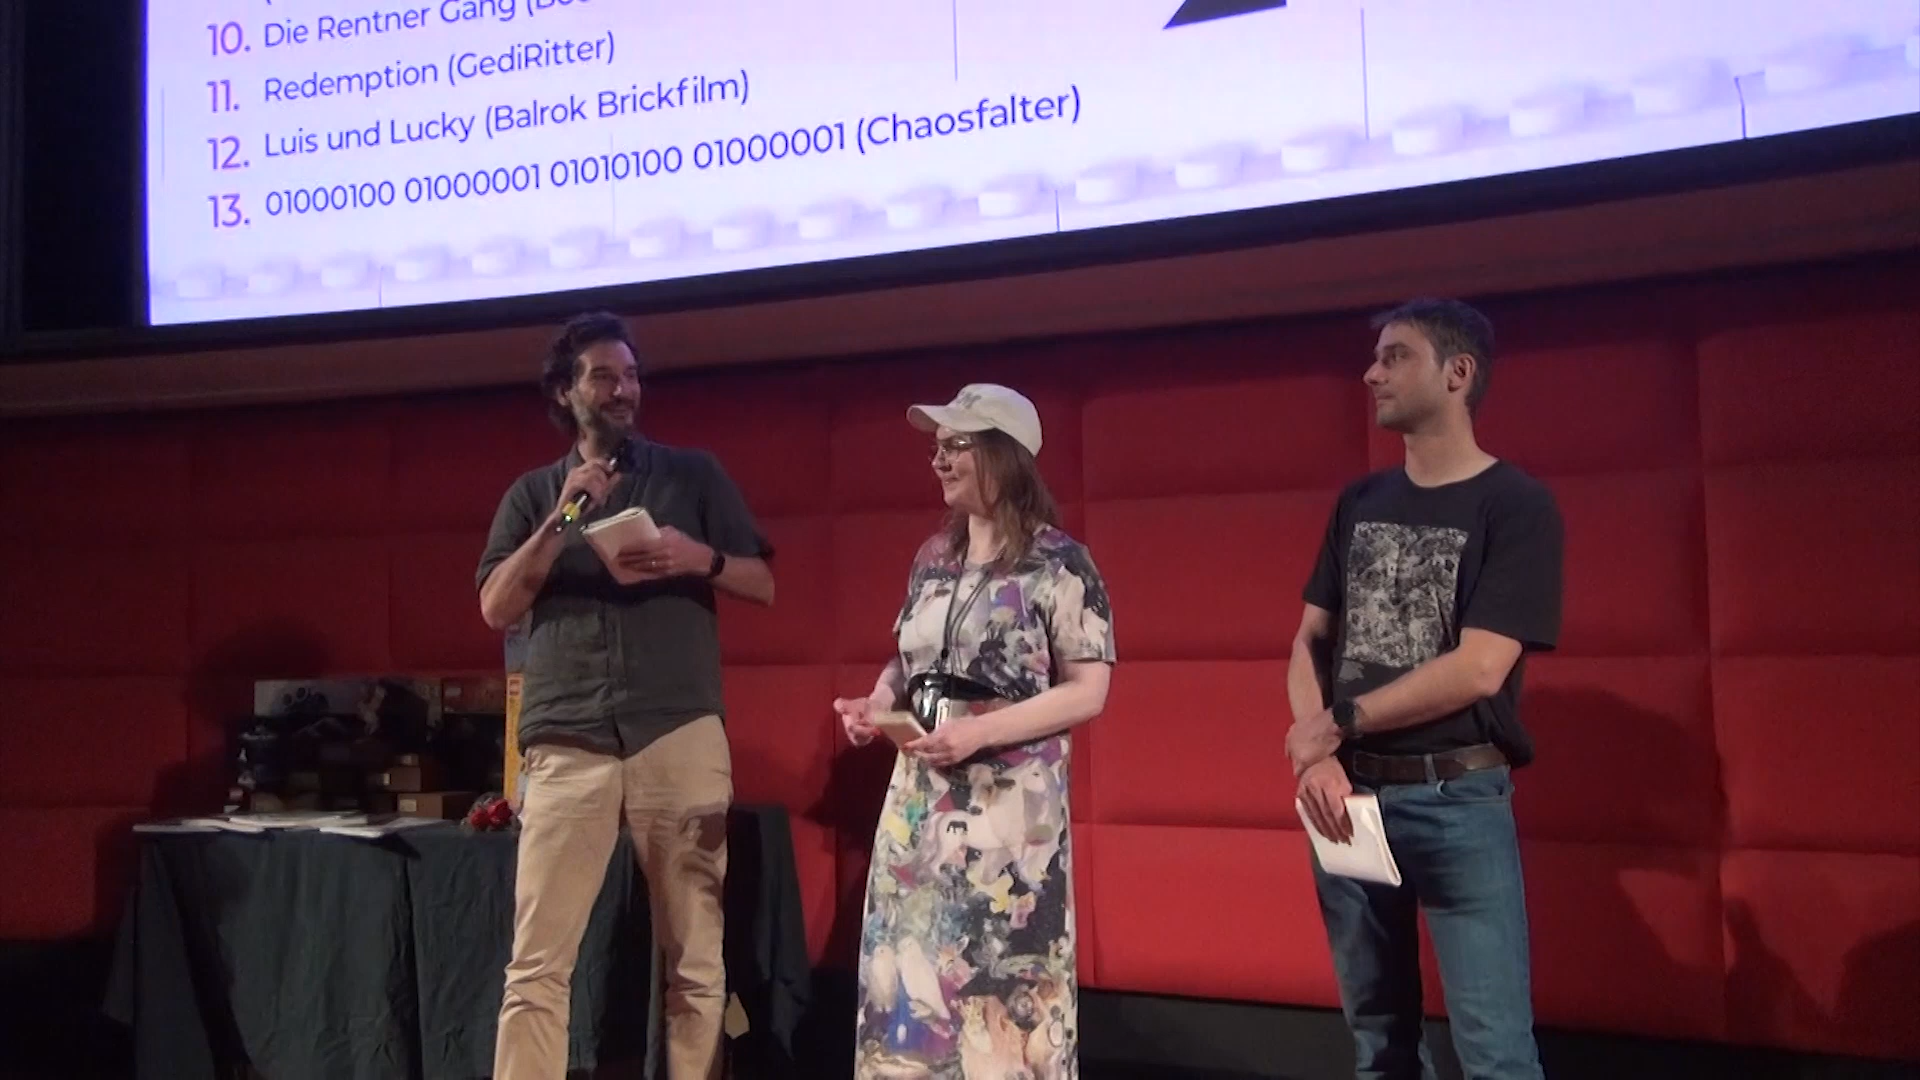 10. Die Rentner Gang
11. Redemption (GediRitter)
12. Luis und Lucky (Balrok Brickfilm)
13. 01000100 01000001 01010100 01000001 (Chaosfalter)